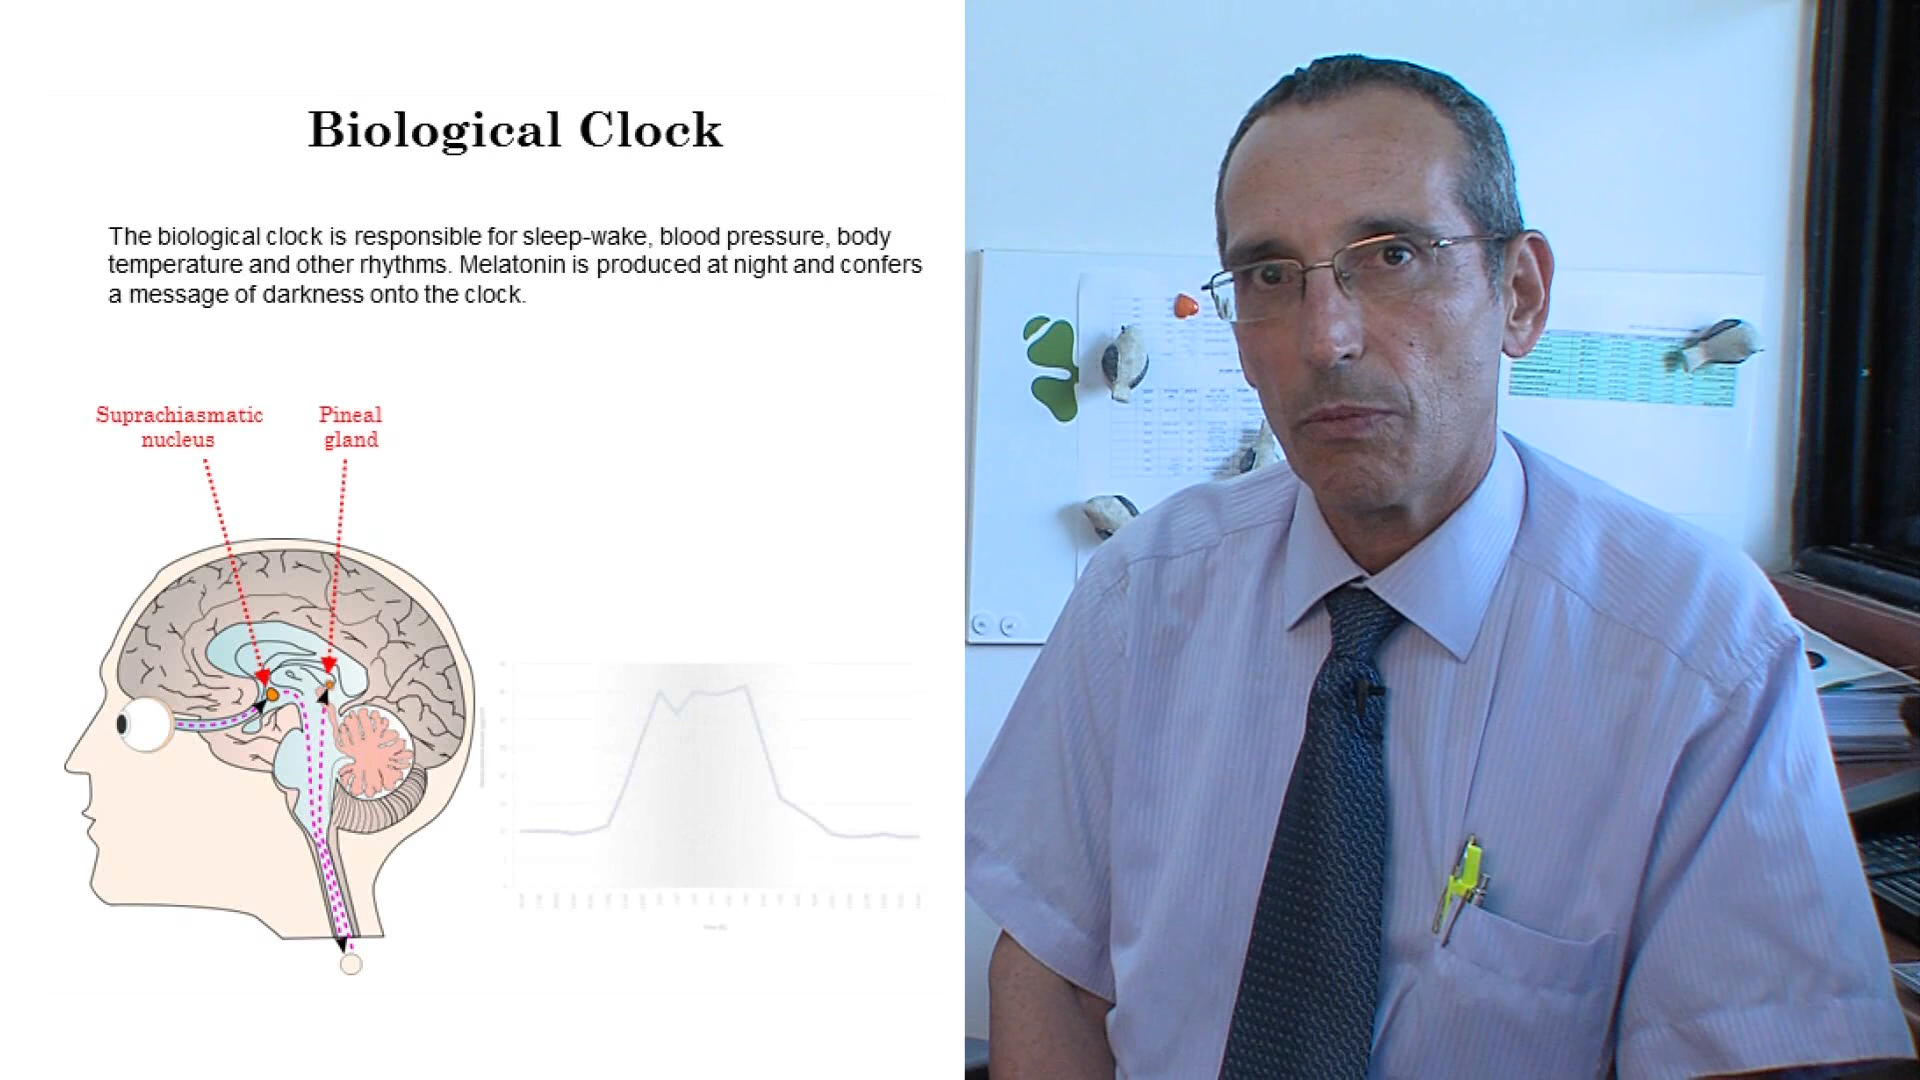 Biological Clock
The biological clock is responsible for sleep-wake, blood pressure, body
temperature and other rhythms. Melatonin is produced at night and confers
a message of darkness onto the clock.
Suprachiasmatic
nucleus
Pineal
gland